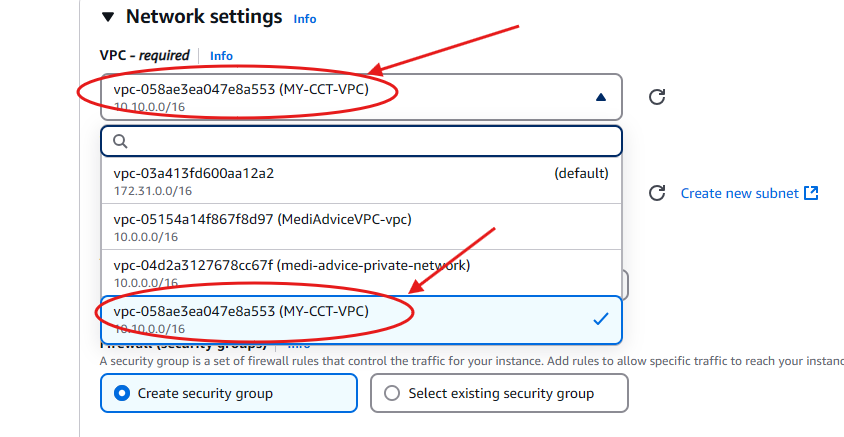 Network settings Info
VPC - required Info
vpc-058ae3ea047e8a553 (MY-CCT-VPC)
10.10.0.0/16
vpc-03a413fd600aa12a2 (default)
172.31.0.0/16
Create new subnet
vpc-05154a14f867f8d97 (MediAdviceVPC-vpc)
10.0.0.0/16
vpc-04d2a3127678cc67f (medi-advice-private-network)
10.0.0.0/16
vpc-058ae3ea047e8a553 (MY-CCT-VPC)
10.10.0.0/16
Firewall (security groups) Info
A security group is a set of firewall rules that control the traffic for your instance. Add rules to allow specific traffic to reach your instanc
Create security group
Select existing security group